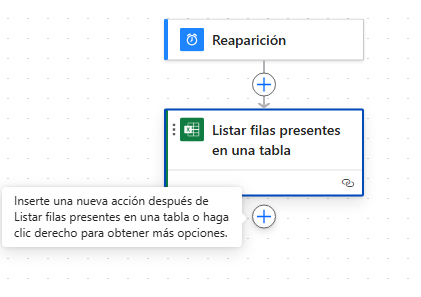 Reaparición
Listar filas presentes
en una tabla
Inserte una nueva acción después de
Listar filas presentes en una tabla o haga
clic derecho para obtener más opciones.